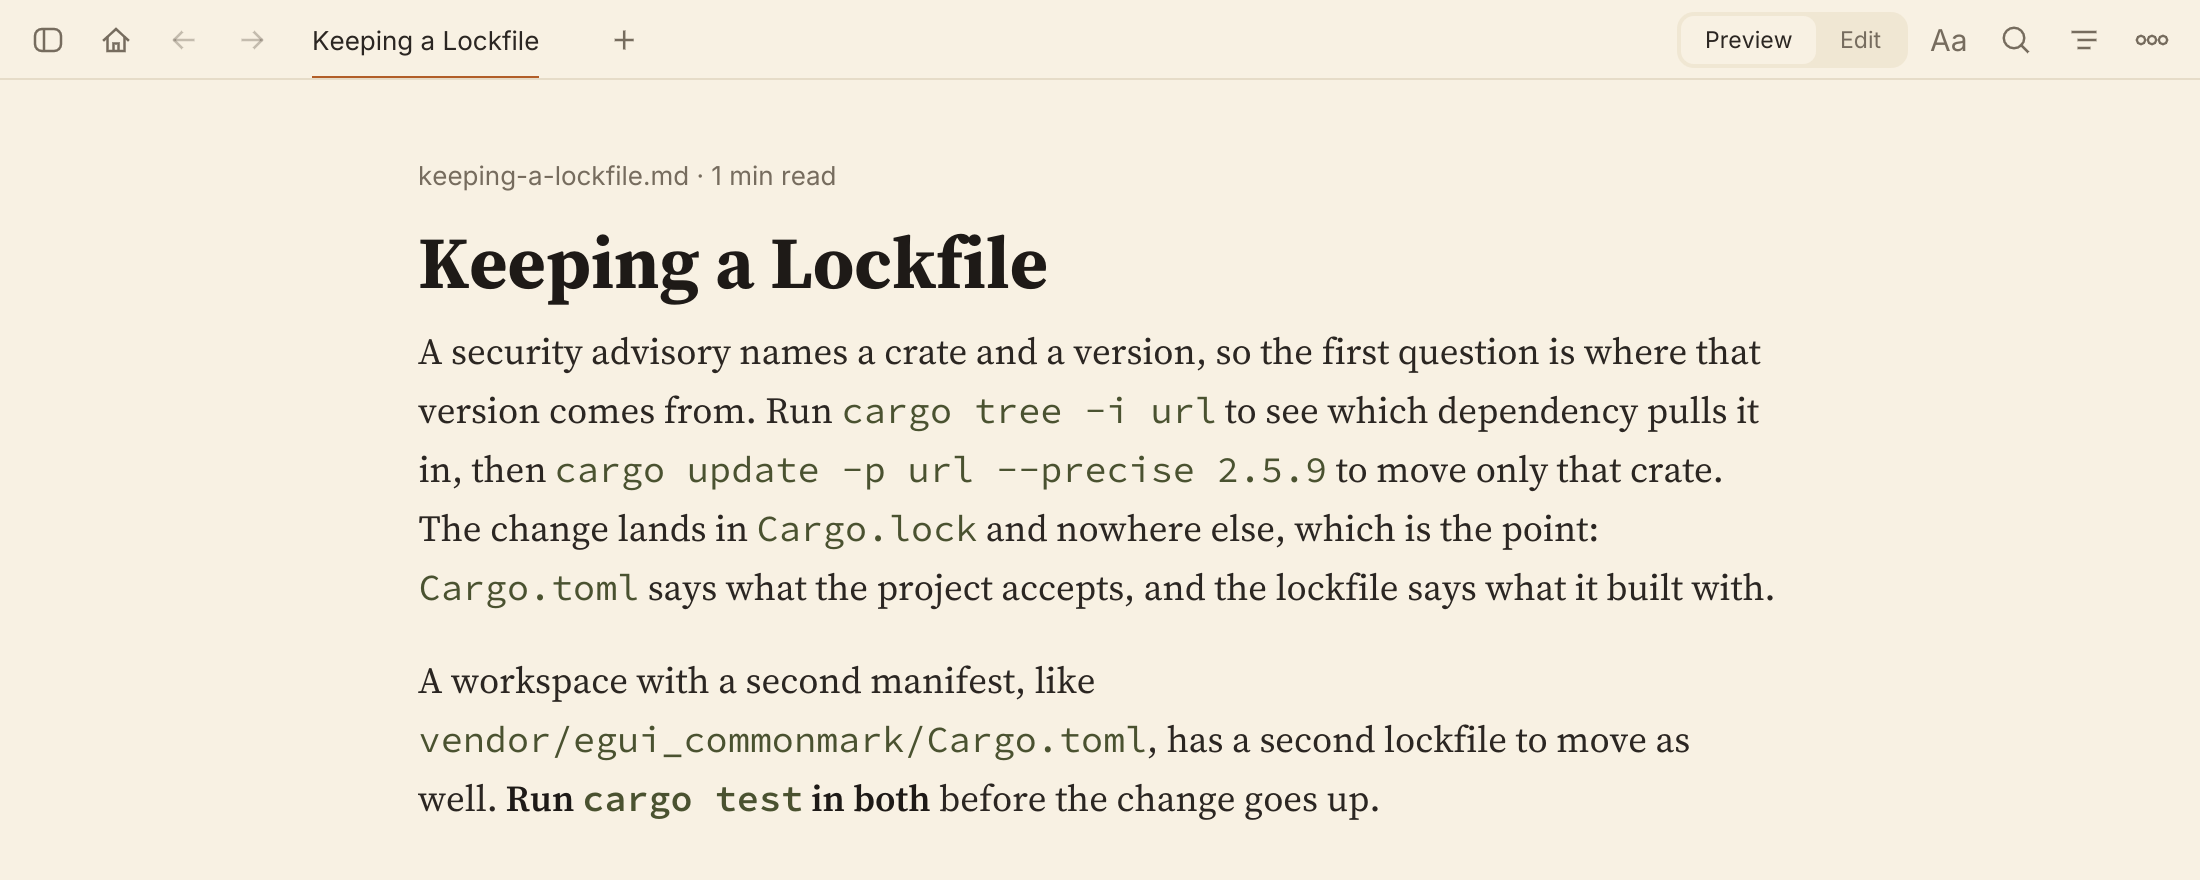 Keeping a Lockfile
Preview
Edit
Aa
keeping-a-lockfile.md · 1 min read
Keeping a Lockfile
A security advisory names a crate and a version, so the first question is where that
version comes from. Run cargo tree -i url to see which dependency pulls it
in, then cargo update -p url --precise 2.5.9 to move only that crate.
The change lands in Cargo.lock and nowhere else, which is the point:
Cargo.toml says what the project accepts, and the lockfile says what it built with.
A workspace with a second manifest, like
vendor/egui_commonmark/Cargo.toml, has a second lockfile to move as
well. Run cargo test in both before the change goes up.